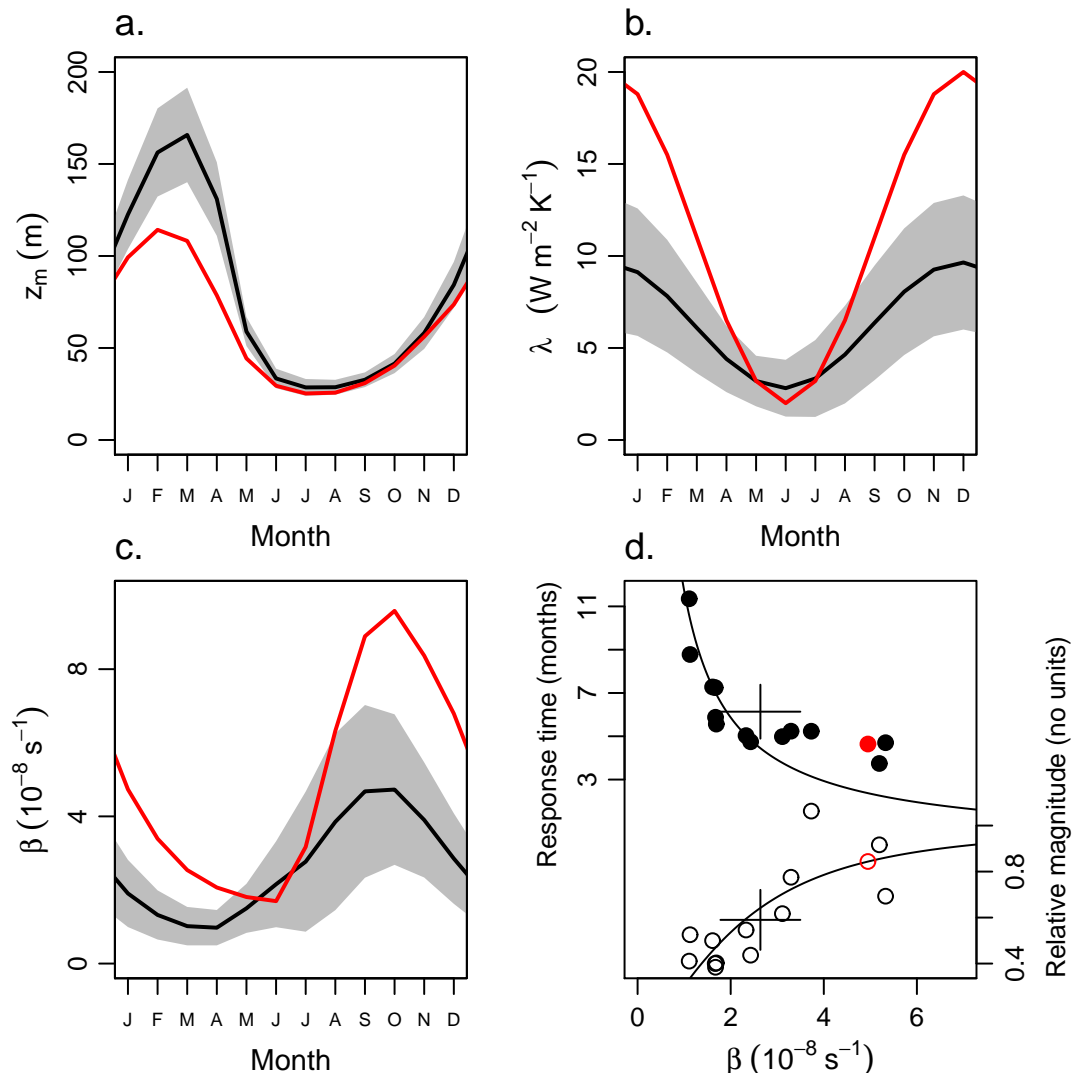 a.
200
150
100
50
0
z_m (m)
J F M A M J J A S O N D
Month
b.
20
15
10
5
0
λ (W m⁻² K⁻¹)
J F M A M J J A S O N D
Month
c.
8
4
0
β (10⁻⁸ s⁻¹)
J F M A M J J A S O N D
Month
d.
11
7
3
Response time (months)
0.8
0.4
Relative magnitude (no units)
0 2 4 6
β (10⁻⁸ s⁻¹)